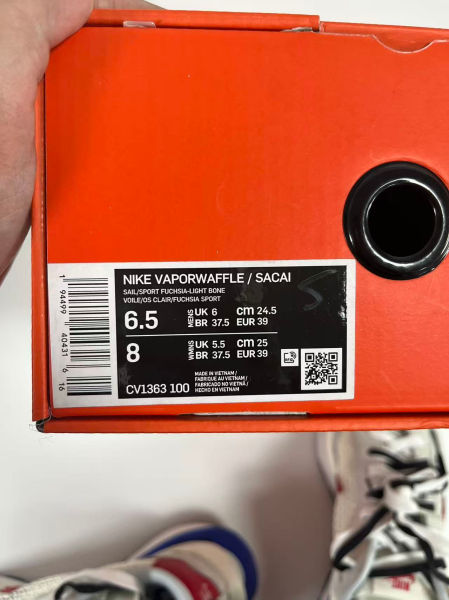 NIKE VAPORWAFFLE / SACAI
SAIL/SPORT FUCHSIA-LIGHT BONE
VOILE/OS CLAIR/FUCHSIA SPORT
6.5 MENS UK 6 cm 24.5
BR 37.5 EUR 39
8 WMNS UK 5.5 cm 25
BR 37.5 EUR 39
CV1363 100
MADE IN VIETNAM /
FABRIQUÉ AU VIETNAM /
FABRICADO NO VIETNÃ /
HECHO EN VIETNAM
1 94499 40431 6
16